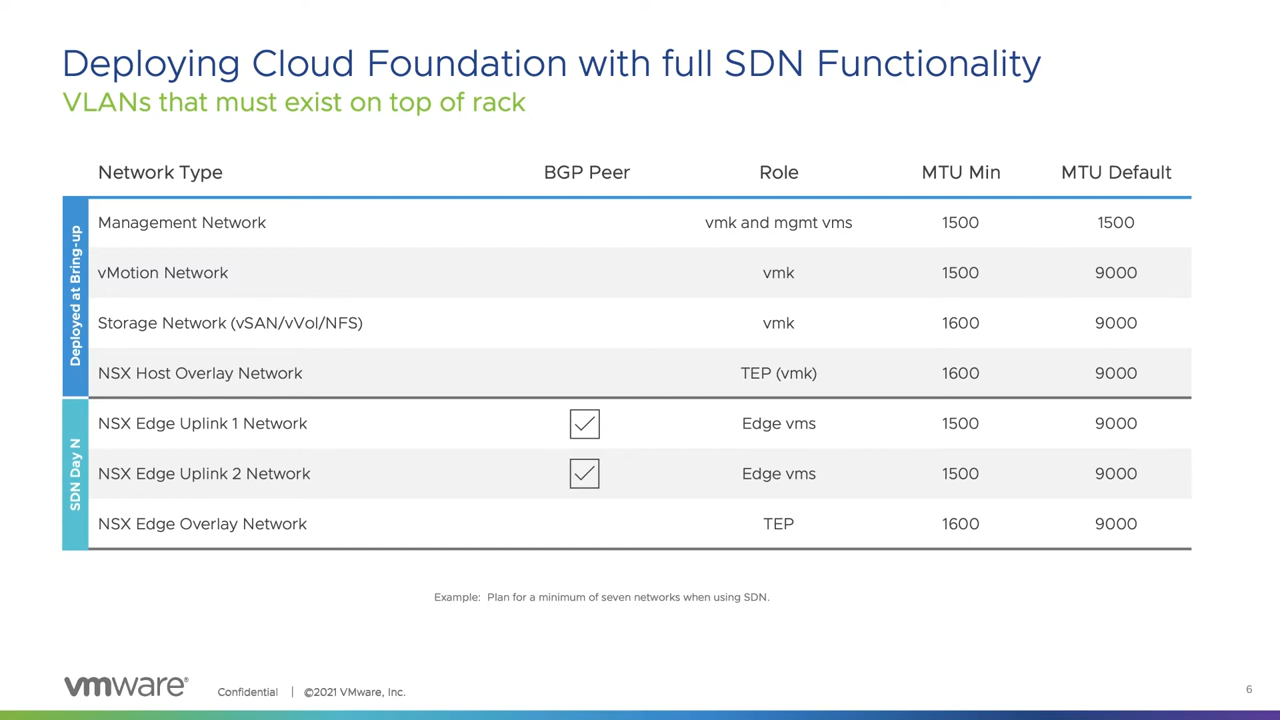 Deploying Cloud Foundation with full SDN Functionality
VLANs that must exist on top of rack
Network Type BGP Peer Role MTU Min MTU Default
Deployed at Bring-up
Management Network vmk and mgmt vms 1500 1500
vMotion Network vmk 1500 9000
Storage Network (vSAN/vVol/NFS) vmk 1600 9000
NSX Host Overlay Network TEP (vmk) 1600 9000
SDN Day N
NSX Edge Uplink 1 Network Edge vms 1500 9000
NSX Edge Uplink 2 Network Edge vms 1500 9000
NSX Edge Overlay Network TEP 1600 9000
Example: Plan for a minimum of seven networks when using SDN.
vmware® Confidential | ©2021 VMware, Inc. 6